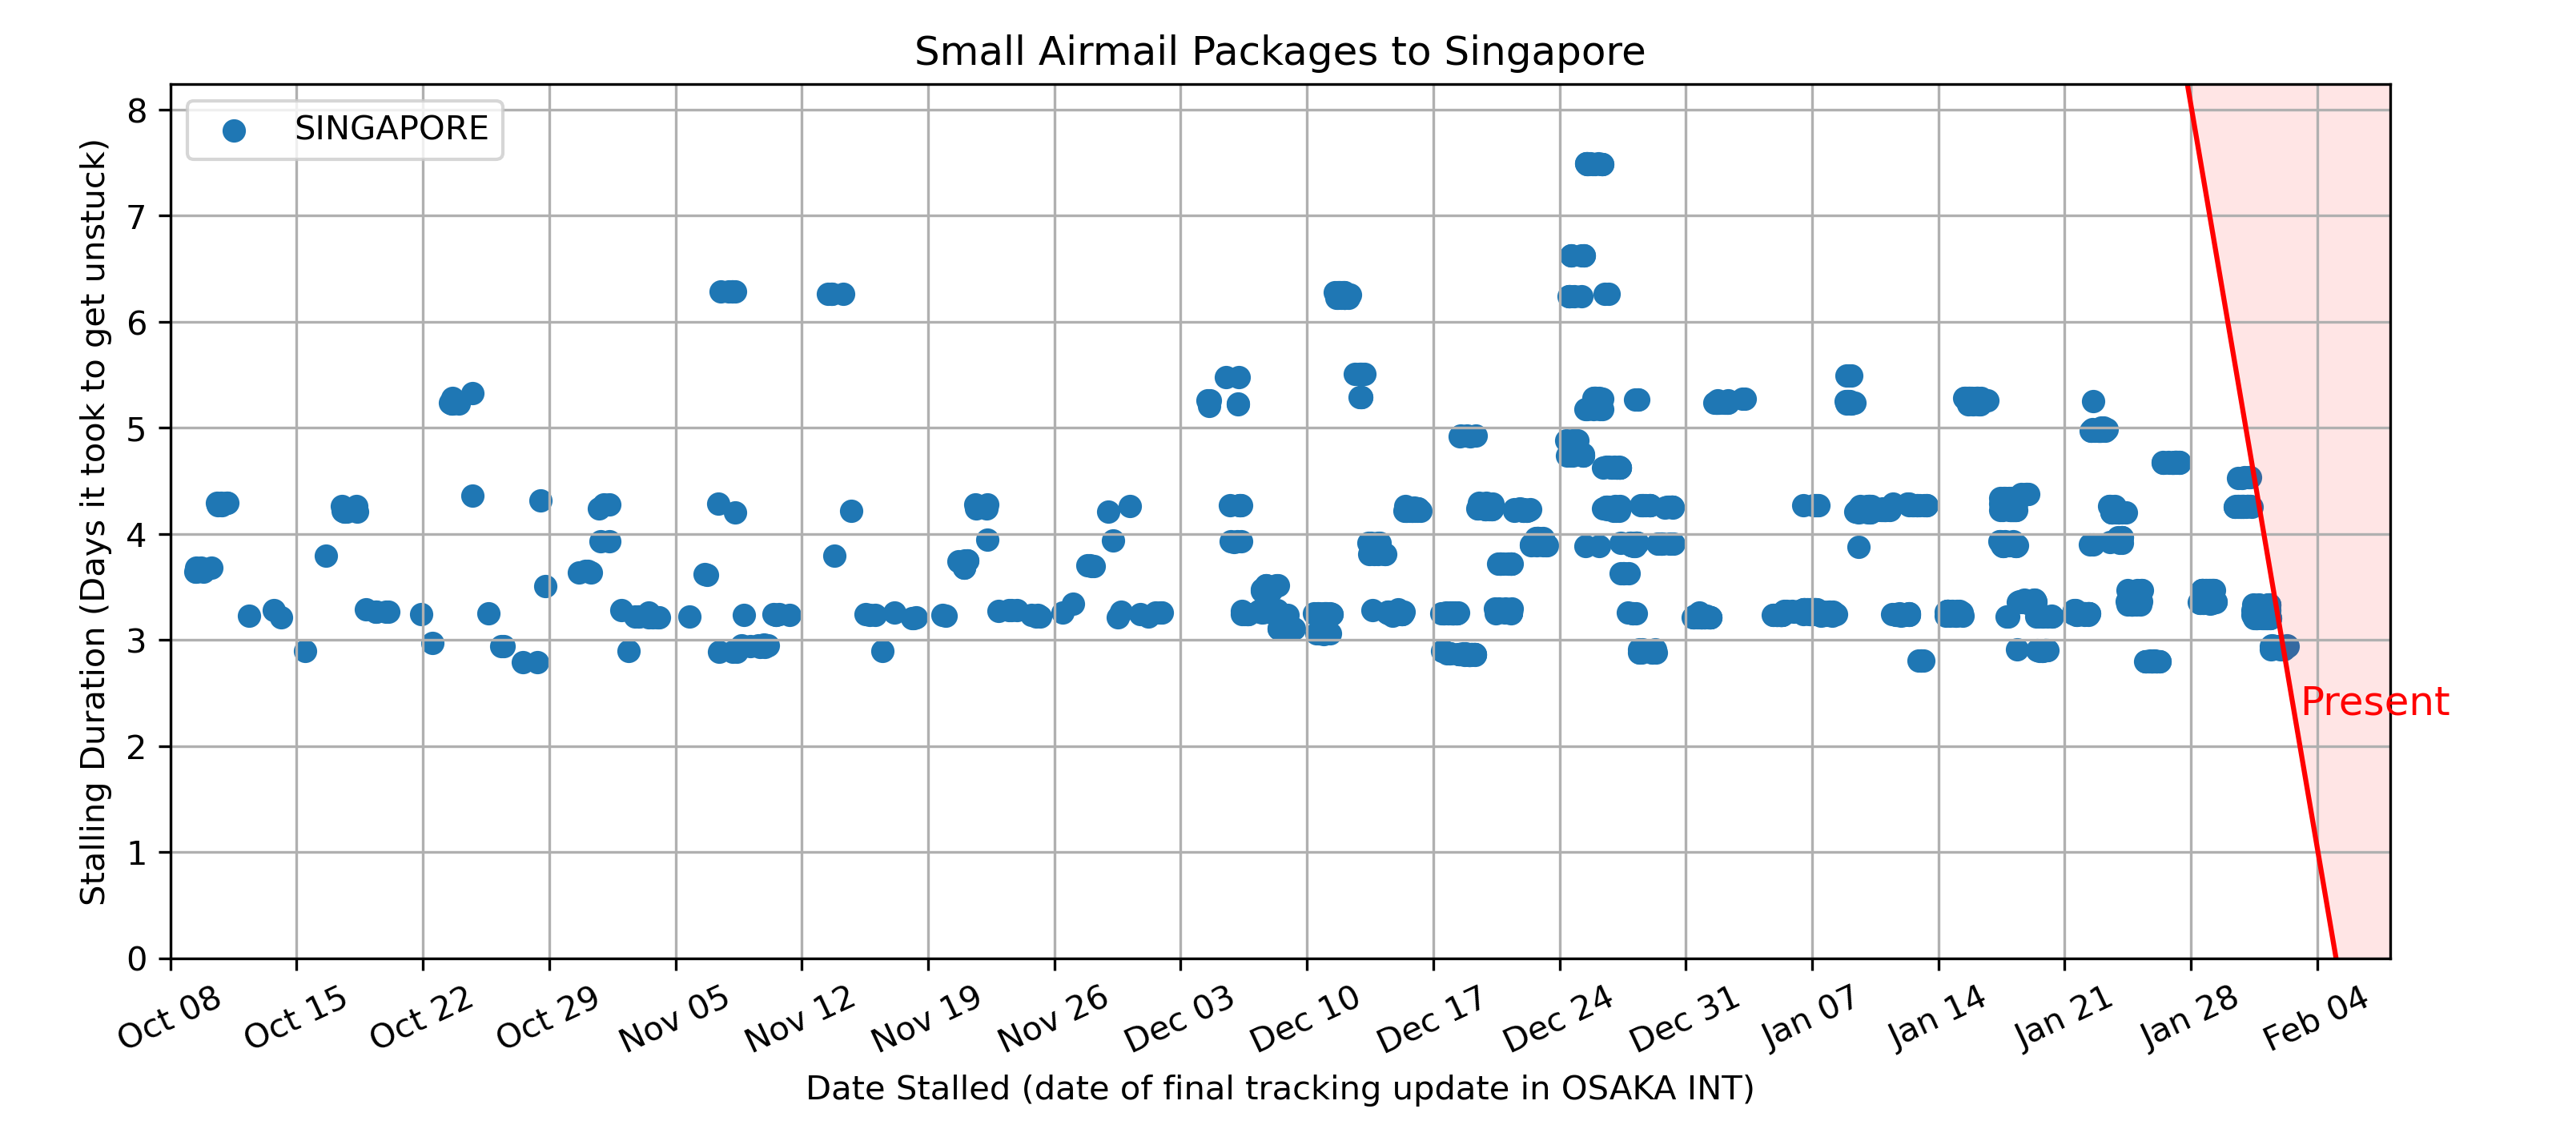 Small Airmail Packages to Singapore
SINGAPORE
Stalling Duration (Days it took to get unstuck)
8
7
6
5
4
3
2
1
0
Present
Oct 08
Oct 15
Oct 22
Oct 29
Nov 05
Nov 12
Nov 19
Nov 26
Dec 03
Dec 10
Dec 17
Dec 24
Dec 31
Jan 07
Jan 14
Jan 21
Jan 28
Feb 04
Date Stalled (date of final tracking update in OSAKA INT)